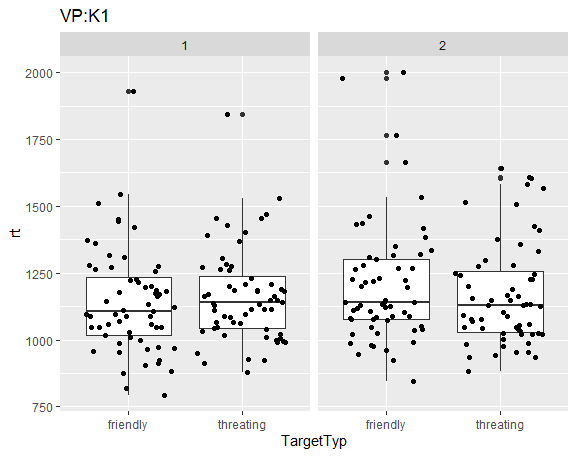 VP:K1
1 2
2000
1750
1500
1250
1000
750
rt
friendly threating friendly threating
TargetTyp